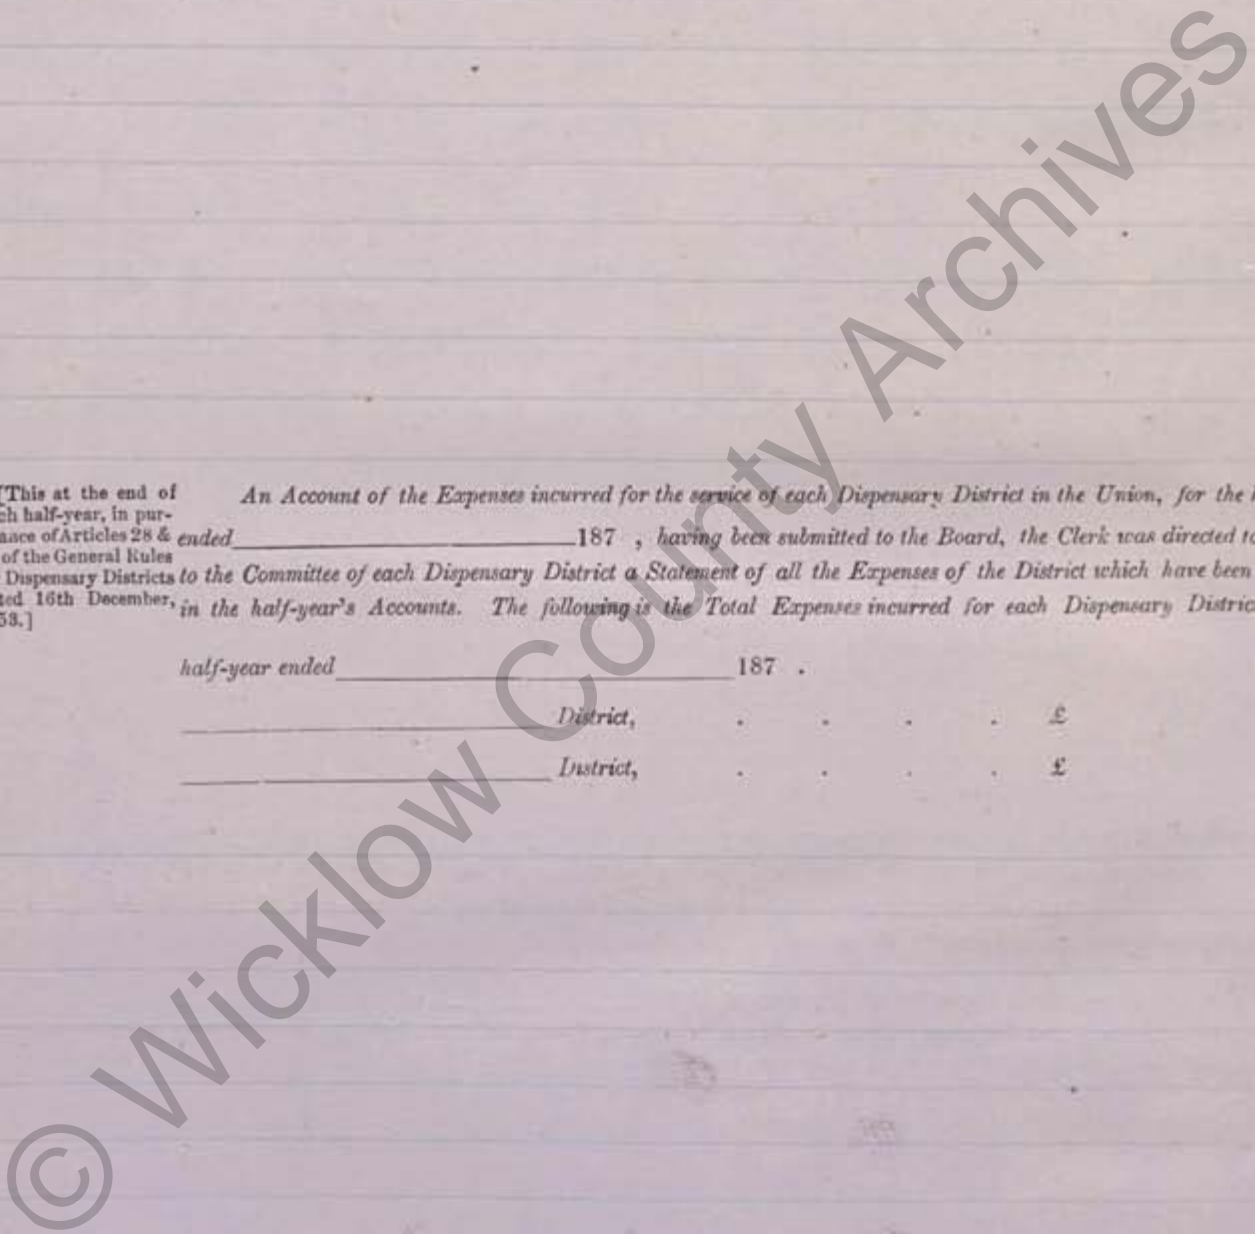 [This at the end of
ch half-year, in pur-
ance of Articles 28 &
of the General Rules
Dispensary Districts
ted 16th December,
53.]
An Account of the Expenses incurred for the service of each Dispensary District in the Union, for the
ended 187 , having been submitted to the Board, the Clerk was directed to
to the Committee of each Dispensary District a Statement of all the Expenses of the District which have been
in the half-year's Accounts. The following is the Total Expenses incurred for each Dispensary Distric
half-year ended 187 .
District, . . . . £
District, . . . . £
© Wicklow County Archives